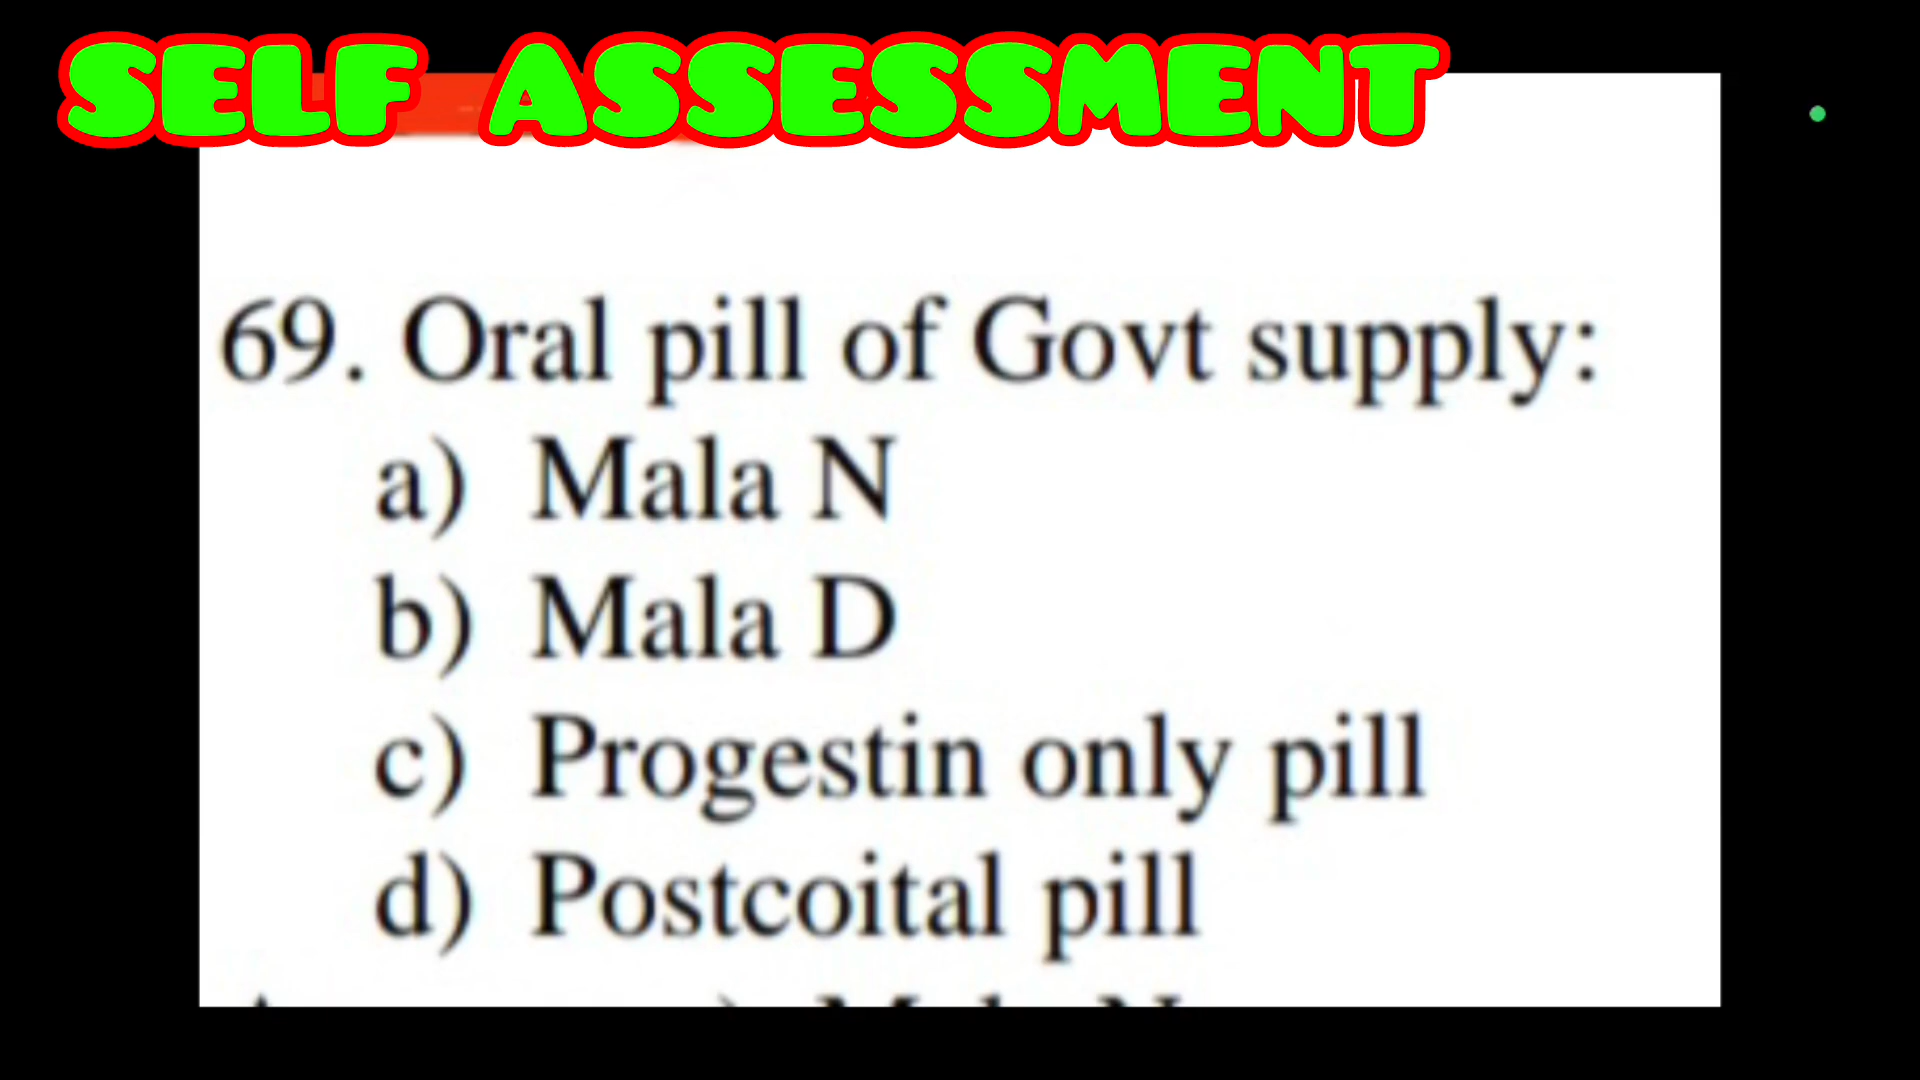 SELF ASSESSMENT
69. Oral pill of Govt supply:
a) Mala N
b) Mala D
c) Progestin only pill
d) Postcoital pill